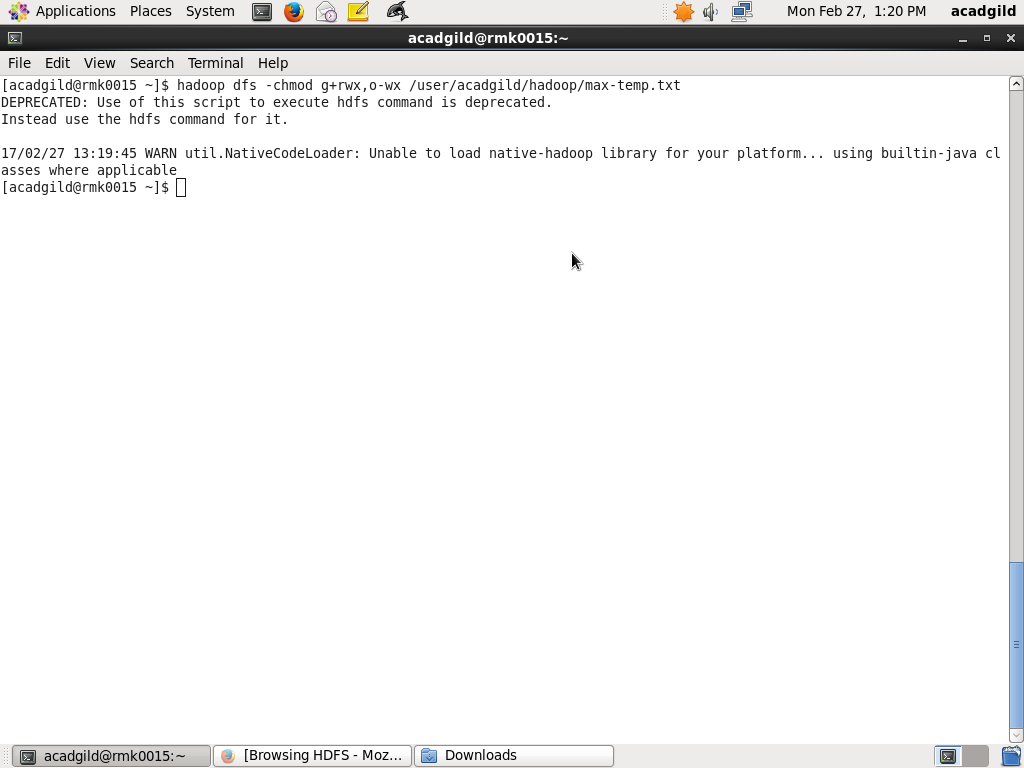 Applications Places System Mon Feb 27, 1:20 PM acadgild
acadgild@rmk0015:~
File Edit View Search Terminal Help
[acadgild@rmk0015 ~]$ hadoop dfs -chmod g+rwx,o-wx /user/acadgild/hadoop/max-temp.txt
DEPRECATED: Use of this script to execute hdfs command is deprecated.
Instead use the hdfs command for it.
17/02/27 13:19:45 WARN util.NativeCodeLoader: Unable to load native-hadoop library for your platform... using builtin-java cl
asses where applicable
[acadgild@rmk0015 ~]$
acadgild@rmk0015:~ [Browsing HDFS - Moz... Downloads